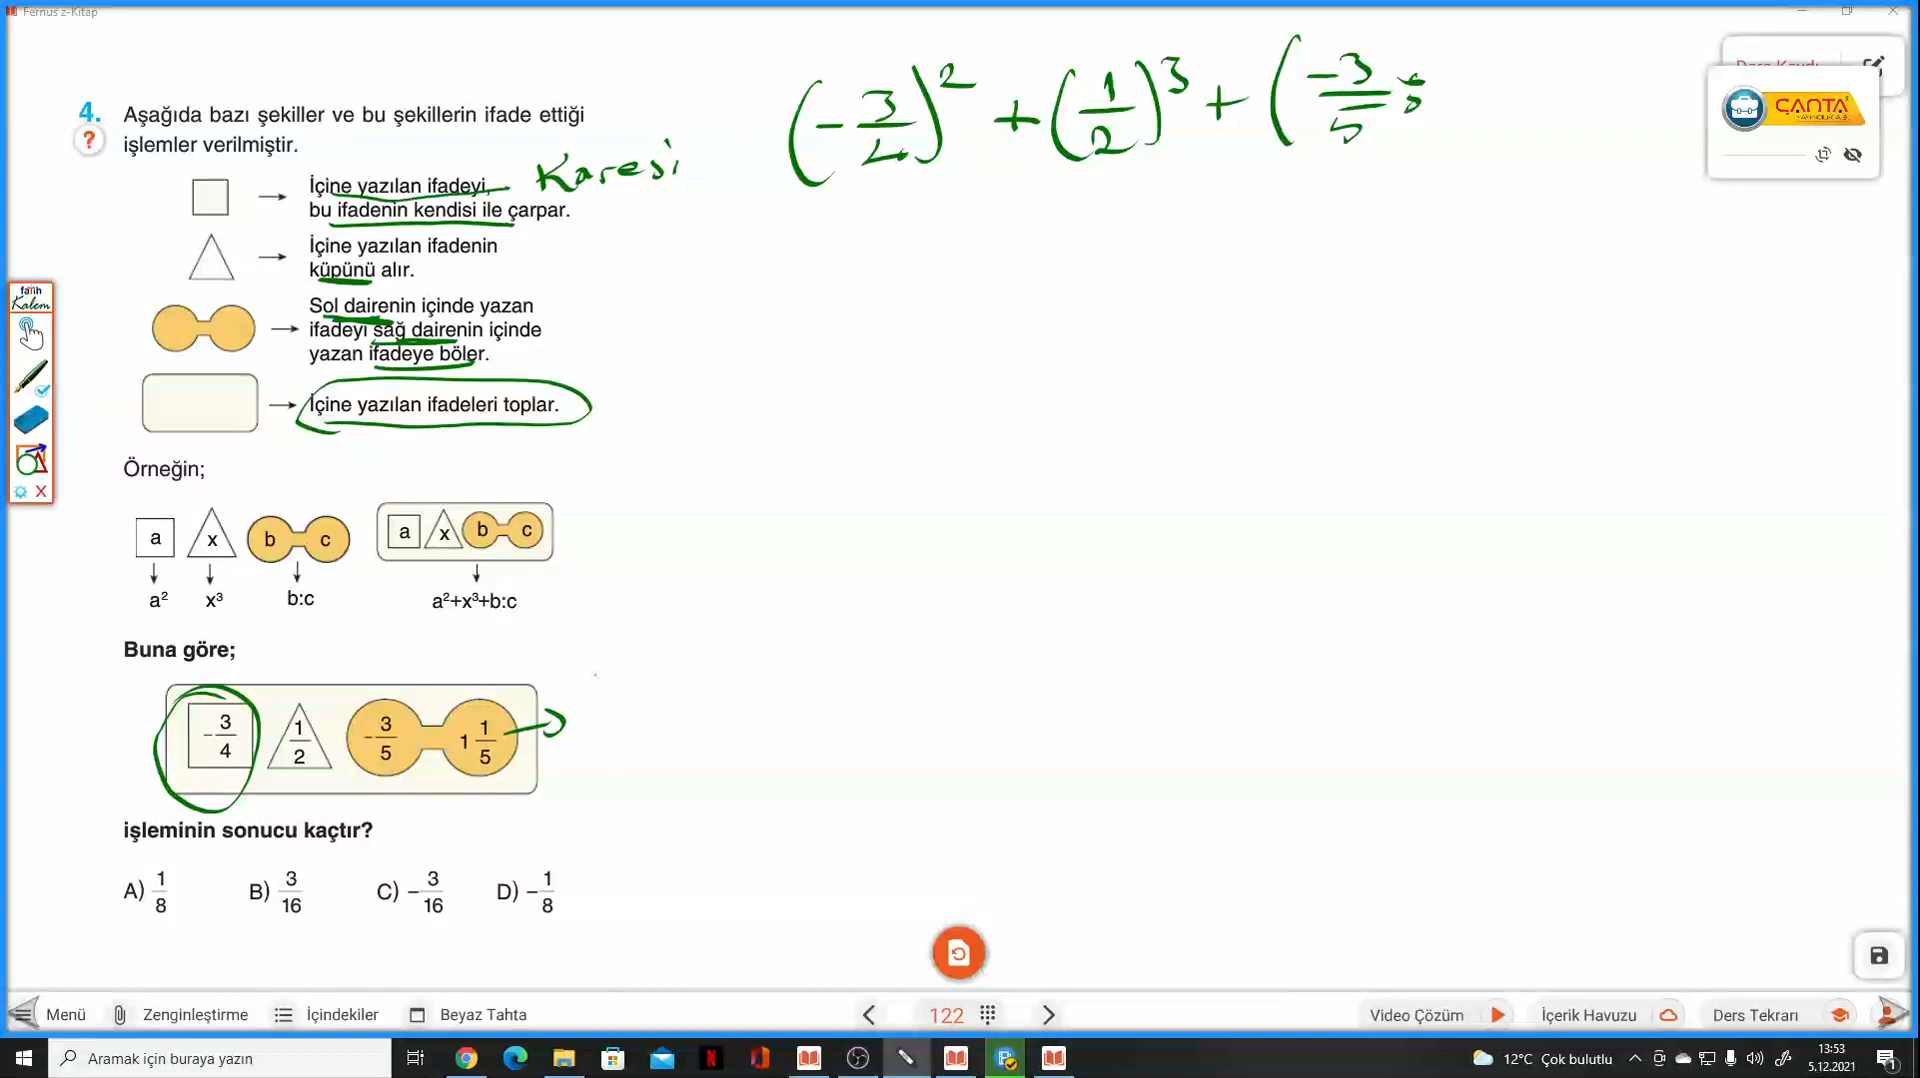 Fernus z-Kitap
(-3/4)² + (1/2)³ + (-3/5 ÷
ÇANTA
4. Aşağıda bazı şekiller ve bu şekillerin ifade ettiği
? işlemler verilmiştir.
Karesi
→ İçine yazılan ifadeyi,
bu ifadenin kendisi ile çarpar.
→ İçine yazılan ifadenin
küpünü alır.
→ Sol dairenin içinde yazan
ifadeyi sağ dairenin içinde
yazan ifadeye böler.
→ İçine yazılan ifadeleri toplar.
fatih
Kalem
X
Örneğin;
a x b c a x b c
a² x³ b:c a²+x³+b:c
Buna göre;
-3/4 1/2 -3/5 1 1/5
işleminin sonucu kaçtır?
A) 1/8 B) 3/16 C) -3/16 D) -1/8
Menü Zenginleştirme İçindekiler Beyaz Tahta 122 Video Çözüm İçerik Havuzu Ders Tekrarı
Aramak için buraya yazın 12°C Çok bulutlu 13:53
5.12.2021
1